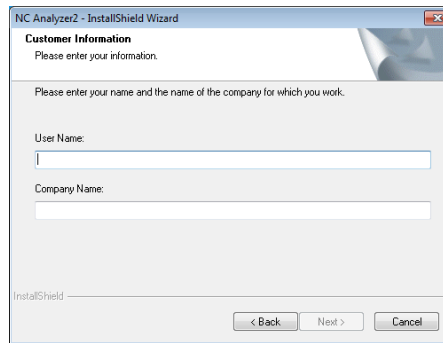 NC Analyzer2 - InstallShield Wizard
Customer Information
Please enter your information.
Please enter your name and the name of the company for which you work.
User Name:
Company Name:
InstallShield
< Back
Next >
Cancel